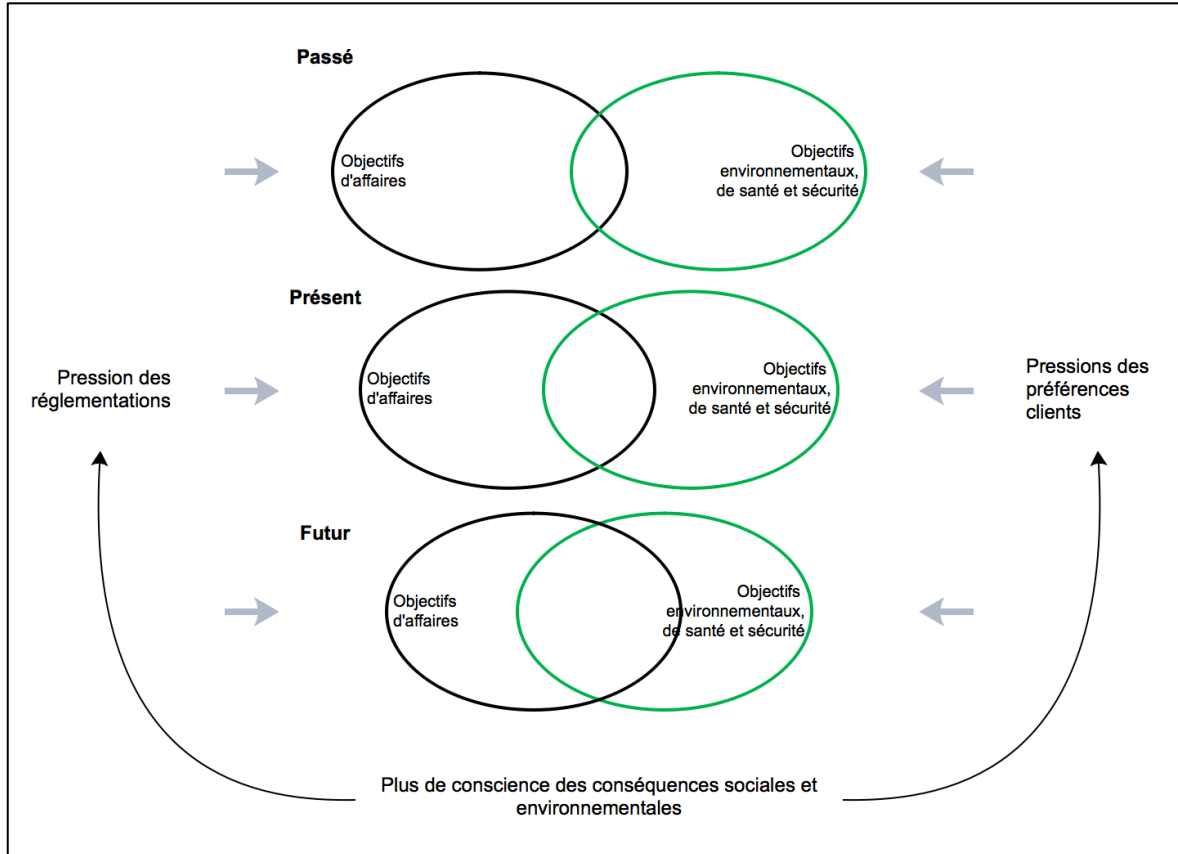 Passé
Objectifs
d'affaires
Objectifs
environnementaux,
de santé et sécurité
Présent
Pression des
réglementations
Objectifs
d'affaires
Objectifs
environnementaux,
de santé et sécurité
Pressions des
préférences
clients
Futur
Objectifs
d'affaires
Objectifs
environnementaux,
de santé et sécurité
Plus de conscience des conséquences sociales et
environnementales